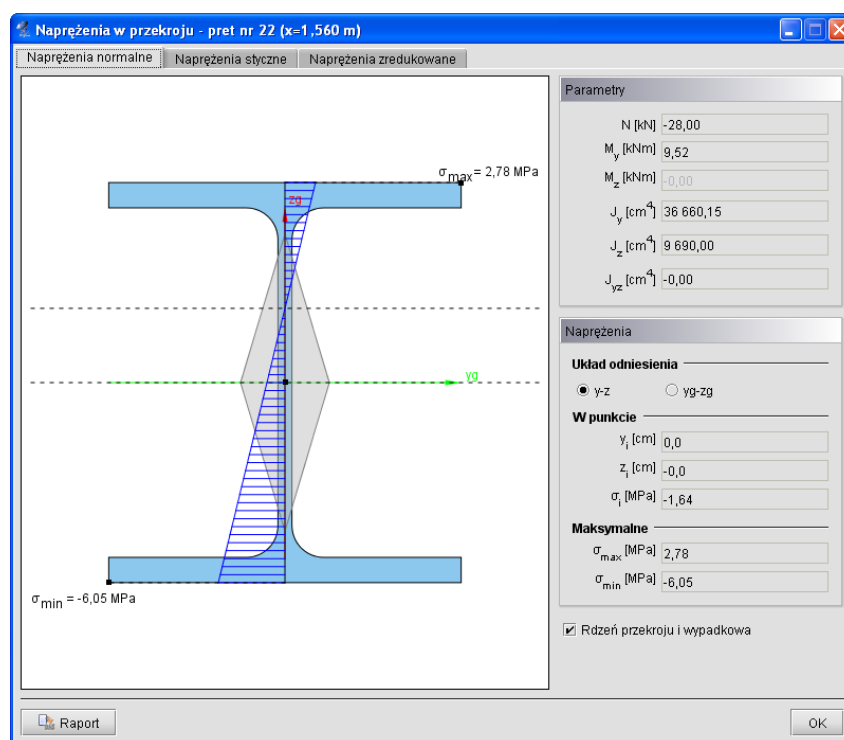 Naprężenia w przekroju - pret nr 22 (x=1,560 m)
Naprężenia normalne
Naprężenia styczne
Naprężenia zredukowane
σmax= 2,78 MPa
zg
yg
σmin = -6,05 MPa
Parametry
N [kN] -28,00
My [kNm] 9,52
Mz [kNm] -0,00
Jy [cm4] 36 660,15
Jz [cm4] 9 690,00
Jyz [cm4] -0,00
Naprężenia
Układ odniesienia
y-z
yg-zg
W punkcie
yi [cm] 0,0
zi [cm] -0,0
σi [MPa] -1,64
Maksymalne
σmax [MPa] 2,78
σmin [MPa] -6,05
Rdzeń przekroju i wypadkowa
Raport
OK